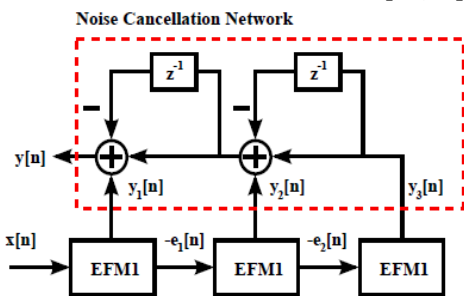 Noise Cancellation Network
z⁻¹ z⁻¹
− −
y[n] + +
y₁[n] y₂[n] y₃[n]
x[n] -e₁[n] -e₂[n]
EFM1 EFM1 EFM1